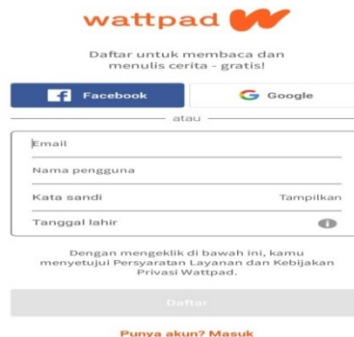 wattpad
Daftar untuk membaca dan
menulis cerita - gratis!
Facebook
Google
atau
Email
Nama pengguna
Kata sandi Tampilkan
Tanggal lahir
Dengan mengeklik di bawah ini, kamu
menyetujui Persyaratan Layanan dan Kebijakan
Privasi Wattpad.
Daftar
Punya akun? Masuk